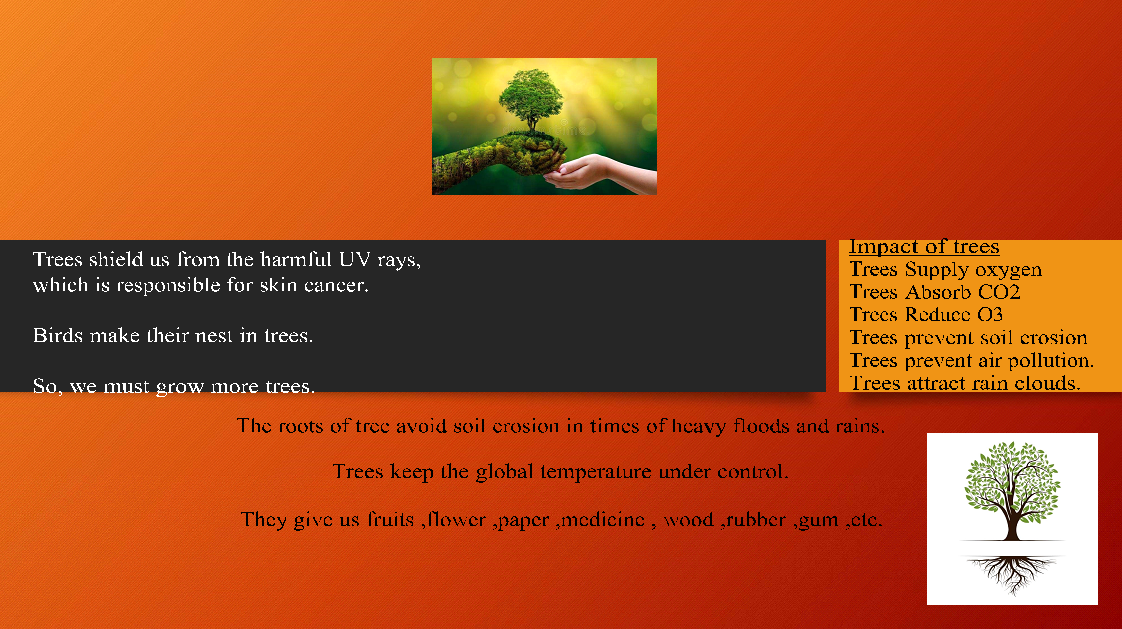 Trees shield us from the harmful UV rays,
which is responsible for skin cancer.
Birds make their nest in trees.
So, we must grow more trees.
Impact of trees
Trees Supply oxygen
Trees Absorb CO2
Trees Reduce O3
Trees prevent soil erosion
Trees prevent air pollution.
Trees attract rain clouds.
The roots of tree avoid soil erosion in times of heavy floods and rains.
Trees keep the global temperature under control.
They give us fruits ,flower ,paper ,medicine , wood ,rubber ,gum ,etc.